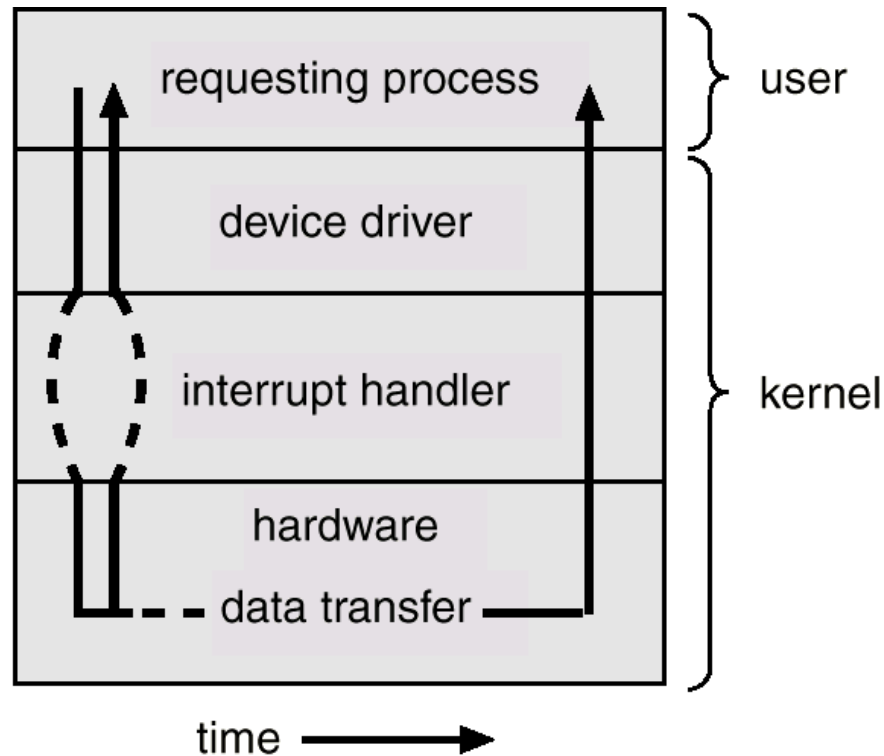 requesting process
user
device driver
interrupt handler
kernel
hardware
data transfer
time